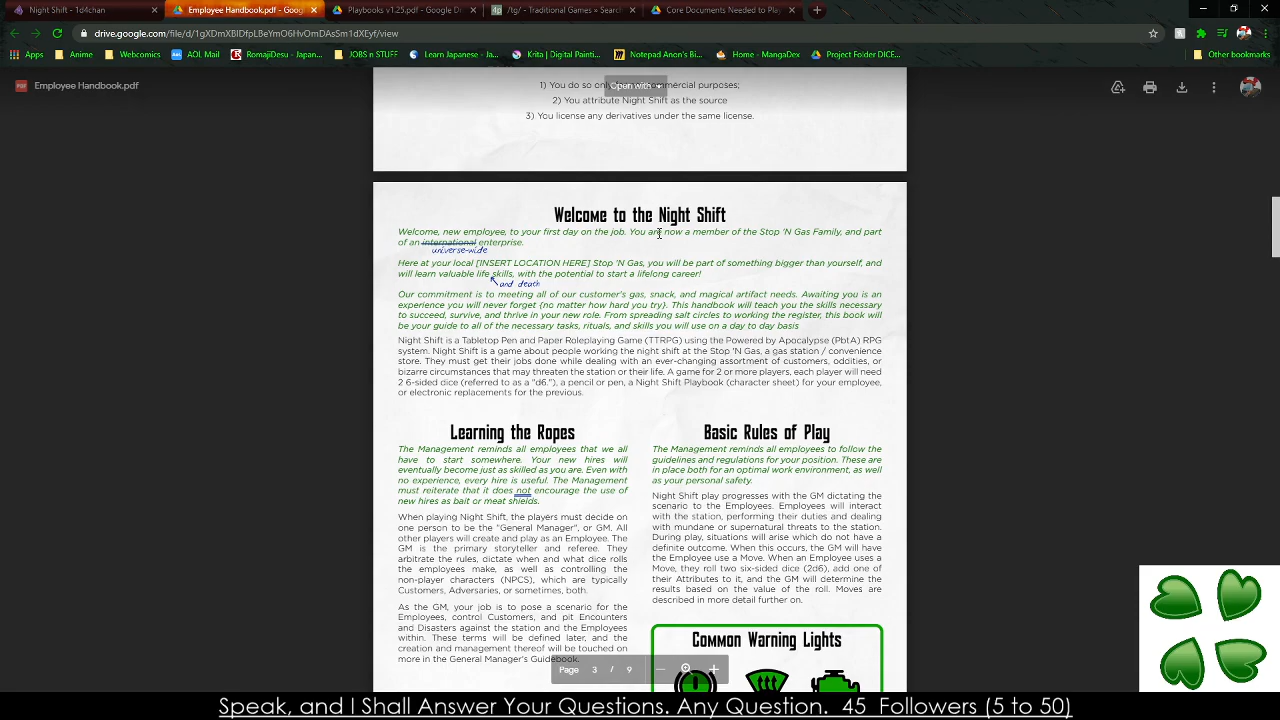 Night Shift - 1d4chan
Employee Handbook.pdf - Goog
Playbooks v1.25.pdf - Google Dr
/tg/ - Traditional Games » Searc
Core Documents Needed to Play
drive.google.com/file/d/1gXDmXBIDfpLBeYmO6HvOmDAsSm1dXEyf/view
Apps
Anime
Webcomics
AOL Mail
RomajiDesu - Japan...
JOBS n STUFF
Learn Japanese - Ja...
Krita | Digital Painti...
Notepad Anon's Bi...
Home - MangaDex
Project Folder DICE...
Other bookmarks
Employee Handbook.pdf
Open with
1) You do so only commercial purposes;
2) You attribute Night Shift as the source
3) You license any derivatives under the same license.
Welcome to the Night Shift
Welcome, new employee, to your first day on the job. You are now a member of the Stop 'N Gas Family, and part
of an international enterprise.
universe-wide
Here at your local [INSERT LOCATION HERE] Stop 'N Gas, you will be part of something bigger than yourself, and
will learn valuable life skills, with the potential to start a lifelong career!
and death
Our commitment is to meeting all of our customer's gas, snack, and magical artifact needs. Awaiting you is an
experience you will never forget {no matter how hard you try}. This handbook will teach you the skills necessary
to succeed, survive, and thrive in your new role. From spreading salt circles to working the register, this book will
be your guide to all of the necessary tasks, rituals, and skills you will use on a day to day basis
Night Shift is a Tabletop Pen and Paper Roleplaying Game (TTRPG) using the Powered by Apocalypse (PbtA) RPG
system. Night Shift is a game about people working the night shift at the Stop 'N Gas, a gas station / convenience
store. They must get their jobs done while dealing with an ever-changing assortment of customers, oddities, or
bizarre circumstances that may threaten the station or their life. A game for 2 or more players, each player will need
2 6-sided dice (referred to as a "d6."), a pencil or pen, a Night Shift Playbook (character sheet) for your employee,
or electronic replacements for the previous.
Learning the Ropes
The Management reminds all employees that we all
have to start somewhere. Your new hires will
eventually become just as skilled as you are. Even with
no experience, every hire is useful. The Management
must reiterate that it does not encourage the use of
new hires as bait or meat shields.
When playing Night Shift, the players must decide on
one person to be the "General Manager", or GM. All
other players will create and play as an Employee. The
GM is the primary storyteller and referee. They
arbitrate the rules, dictate when and what dice rolls
the employees make, as well as controlling the
non-player characters (NPCS), which are typically
Customers, Adversaries, or sometimes, both.
As the GM, your job is to pose a scenario for the
Employees, control Customers, and pit Encounters
and Disasters against the station and the Employees
within. These terms will be defined later, and the
creation and management thereof will be touched on
more in the General Manager's Guidebook.
Basic Rules of Play
The Management reminds all employees to follow the
guidelines and regulations for your position. These are
in place both for an optimal work environment, as well
as your personal safety.
Night Shift play progresses with the GM dictating the
scenario to the Employees. Employees will interact
with the station, performing their duties and dealing
with mundane or supernatural threats to the station.
During play, situations will arise which do not have a
definite outcome. When this occurs, the GM will have
the Employee use a Move. When an Employee uses a
Move, they roll two six-sided dice (2d6), add one of
their Attributes to it, and the GM will determine the
results based on the value of the roll. Moves are
described in more detail further on.
Common Warning Lights
Page 3 / 9
Speak, and I Shall Answer Your Questions. Any Question. 45 Followers (5 to 50)